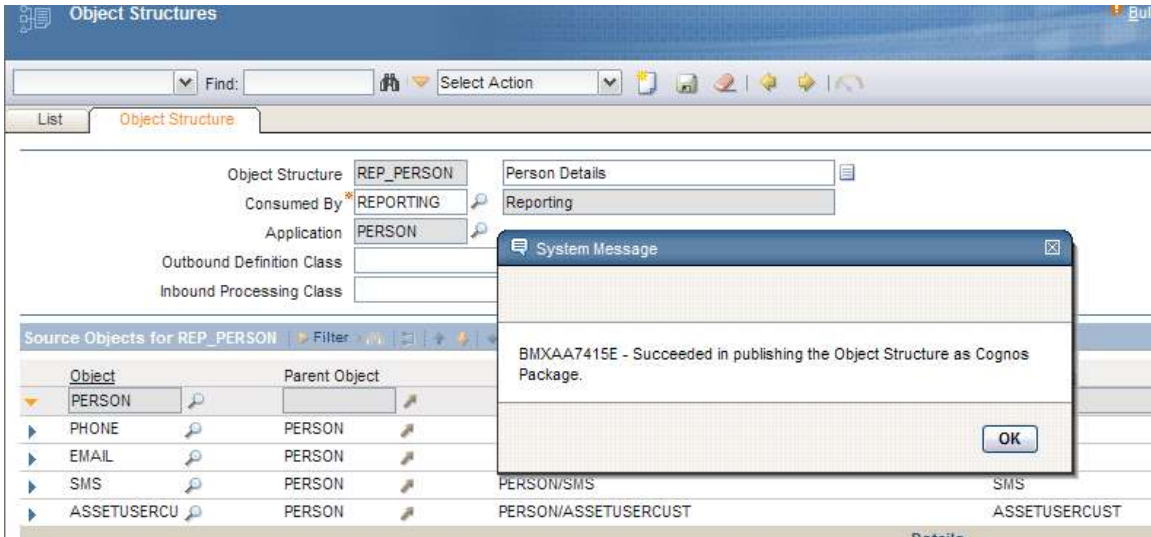 Object Structures
Bul
Find:
Select Action
List
Object Structure
Object Structure REP_PERSON Person Details
Consumed By * REPORTING Reporting
Application PERSON
Outbound Definition Class
Inbound Processing Class
System Message
BMXAA7415E - Succeeded in publishing the Object Structure as Cognos
Package.
OK
Source Objects for REP_PERSON Filter
Object Parent Object
PERSON
PHONE PERSON
EMAIL PERSON
SMS PERSON PERSON/SMS SMS
ASSETUSERCU PERSON PERSON/ASSETUSERCUST ASSETUSERCUST
Details